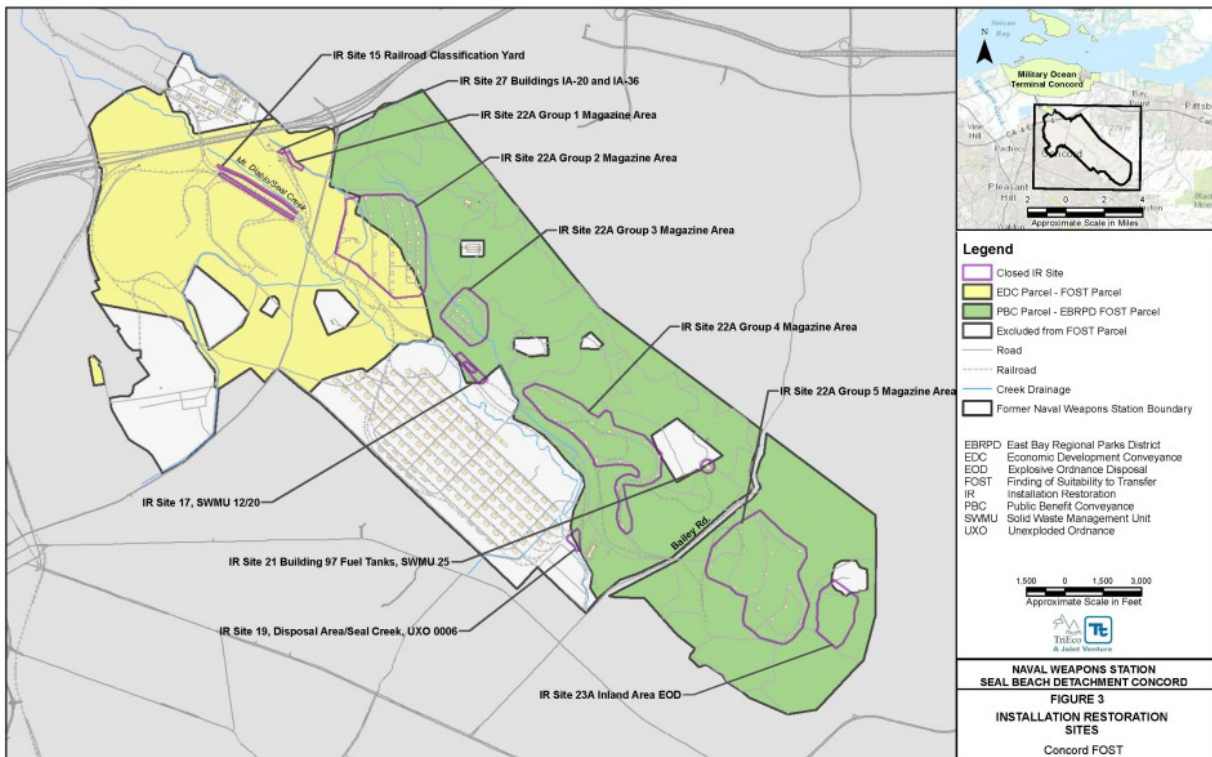 IR Site 15 Railroad Classification Yard
IR Site 27 Buildings IA-20 and IA-36
IR Site 22A Group 1 Magazine Area
IR Site 22A Group 2 Magazine Area
Mt. Diablo/Seal Creek
IR Site 22A Group 3 Magazine Area
IR Site 22A Group 4 Magazine Area
IR Site 22A Group 5 Magazine Area
IR Site 17, SWMU 12/20
Bailey Rd.
IR Site 21 Building 97 Fuel Tanks, SWMU 25
IR Site 19, Disposal Area/Seal Creek, UXO 0006
IR Site 23A Inland Area EOD
Suisun
Bay
N
Military Ocean
Terminal Concord
Bay
Point
Pittsb
Vine
Hill
CA 4
Pacheco
Concord
Pleasant
Hill
2 0 2 4
Approximate Scale in Miles
Legend
Closed IR Site
EDC Parcel - FOST Parcel
PBC Parcel - EBRPD FOST Parcel
Excluded from FOST Parcel
Road
Railroad
Creek Drainage
Former Naval Weapons Station Boundary
EBRPD East Bay Regional Parks District
EDC Economic Development Conveyance
EOD Explosive Ordnance Disposal
FOST Finding of Suitability to Transfer
IR Installation Restoration
PBC Public Benefit Conveyance
SWMU Solid Waste Management Unit
UXO Unexploded Ordnance
1,500 0 1,500 3,000
Approximate Scale in Feet
TriEco Tt
A Joint Venture
NAVAL WEAPONS STATION
SEAL BEACH DETACHMENT CONCORD
FIGURE 3
INSTALLATION RESTORATION
SITES
Concord FOST